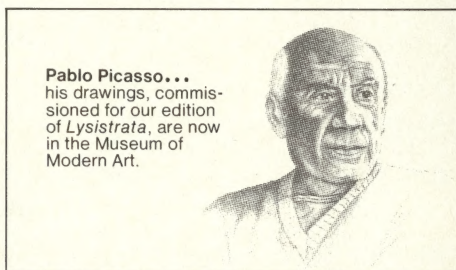 Pablo Picasso...
his drawings, commis-
sioned for our edition
of Lysistrata, are now
in the Museum of
Modern Art.